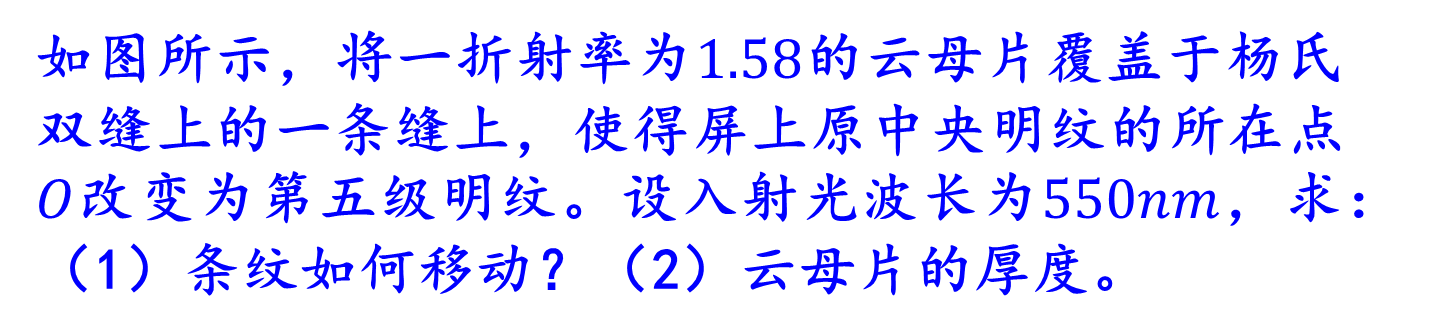 如图所示，将一折射率为1.58的云母片覆盖于杨氏
双缝上的一条缝上，使得屏上原中央明纹的所在点
O改变为第五级明纹。设入射光波长为550nm，求：
（1）条纹如何移动？（2）云母片的厚度。